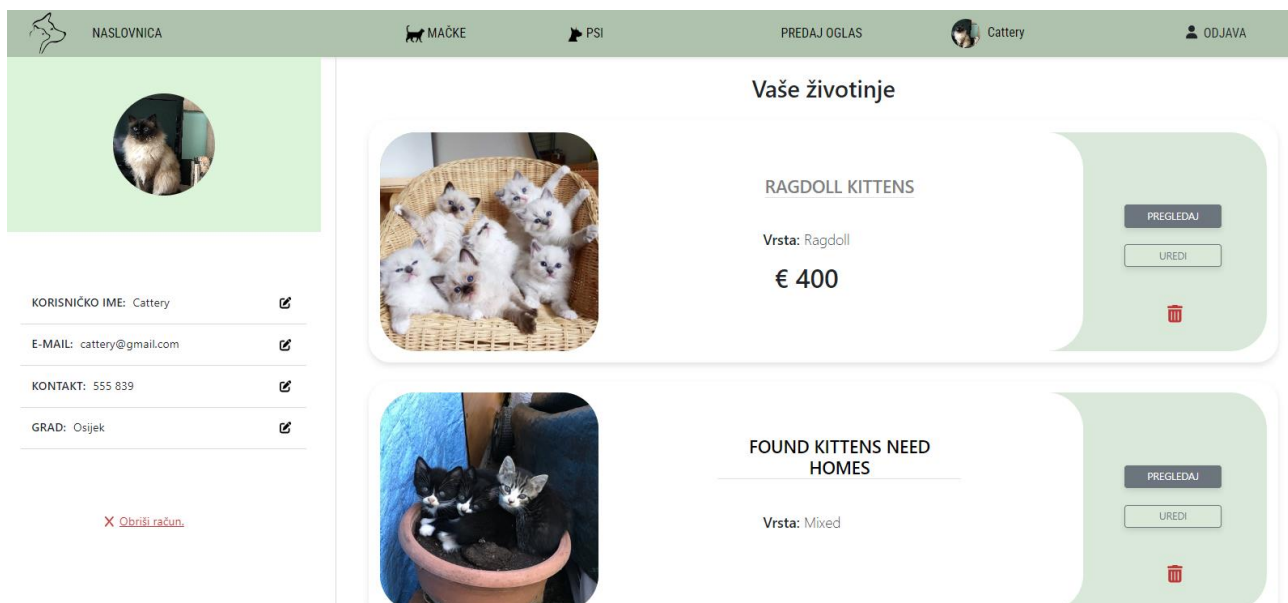 NASLOVNICA
MAČKE
PSI
PREDAJ OGLAS
Cattery
ODJAVA
KORISNIČKO IME: Cattery
E-MAIL: cattery@gmail.com
KONTAKT: 555 839
GRAD: Osijek
Obriši račun.
Vaše životinje
RAGDOLL KITTENS
Vrsta: Ragdoll
€ 400
PREGLEDAJ
UREDI
FOUND KITTENS NEED
HOMES
Vrsta: Mixed
PREGLEDAJ
UREDI